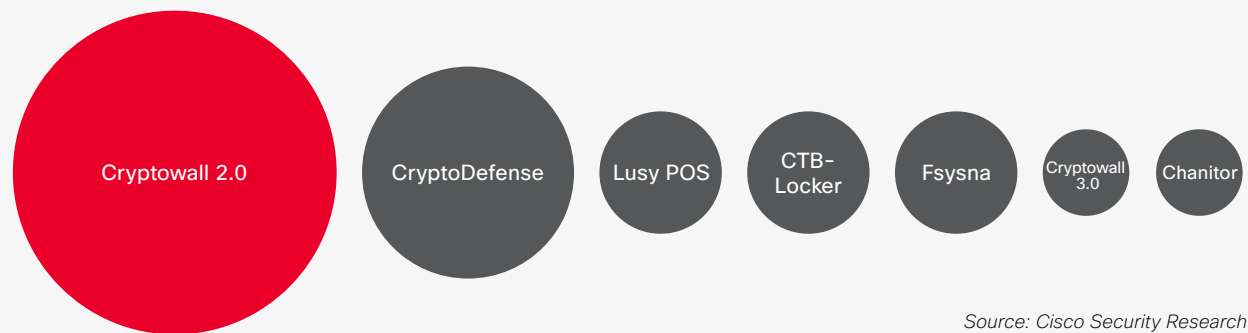 Cryptowall 2.0
CryptoDefense
Lusy POS
CTB-
Locker
Fsysna
Cryptowall
3.0
Chanitor
Source: Cisco Security Research